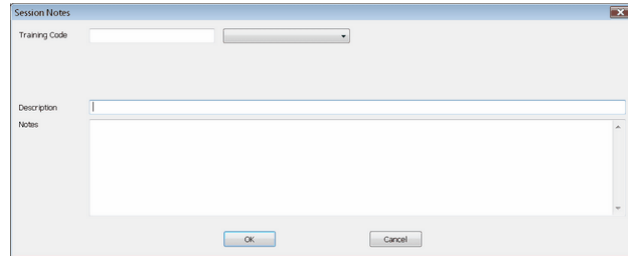 Session Notes
Training Code
Description
Notes
OK
Cancel